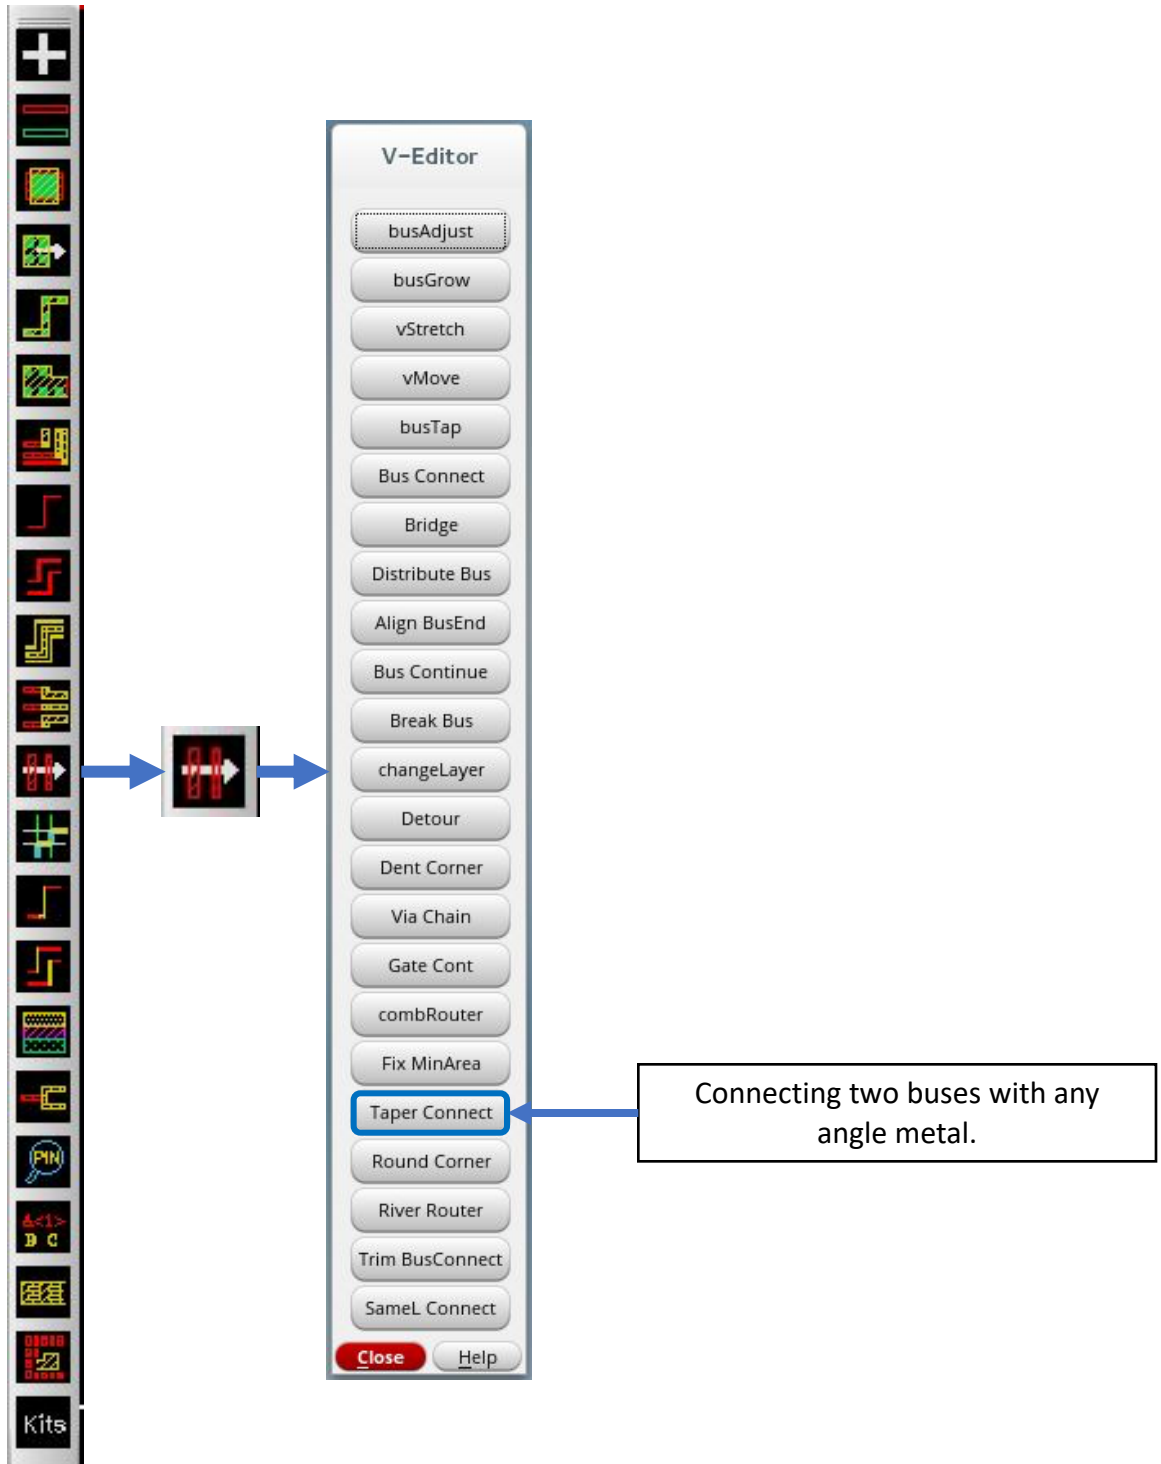 V-Editor
busAdjust
busGrow
vStretch
vMove
busTap
Bus Connect
Bridge
Distribute Bus
Align BusEnd
Bus Continue
Break Bus
changeLayer
Detour
Dent Corner
Via Chain
Gate Cont
combRouter
Fix MinArea
Taper Connect
Round Corner
River Router
Trim BusConnect
SameL Connect
Close
Help
Connecting two buses with any
angle metal.
PIN
A<1>
B C
Kits